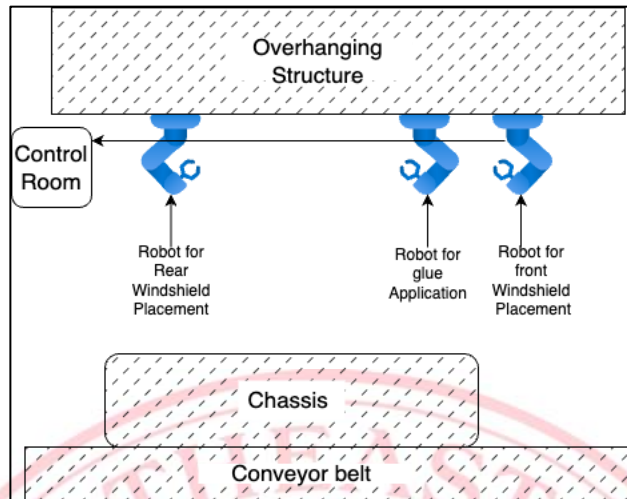 Overhanging
Structure
Control
Room
Robot for
Rear
Windshield
Placement
Robot for
glue
Application
Robot for
front
Windshield
Placement
Chassis
Conveyor belt